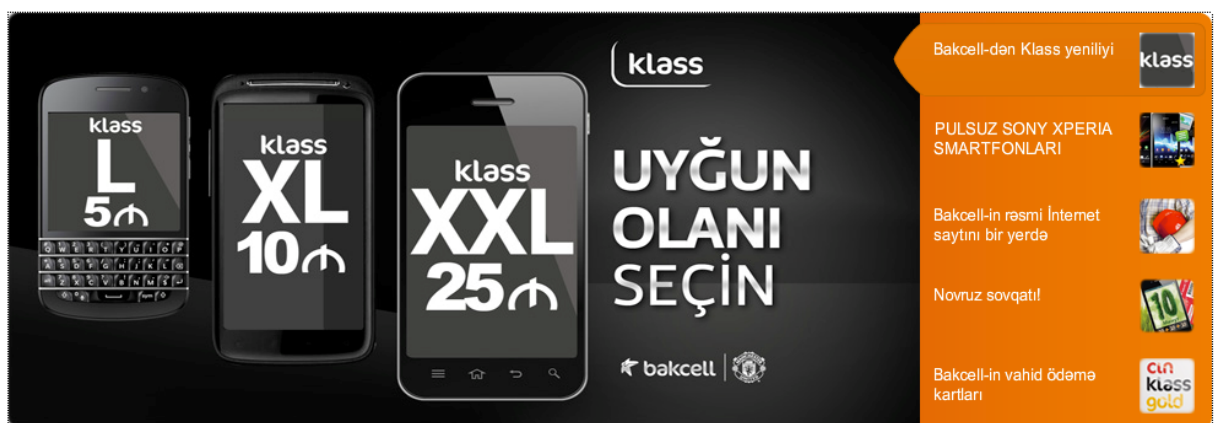 klass
L
5₼
Q W E R T Y U I O P
A S D F G H J K L
Z X C V B N M $
sym
klass
XL
10₼
klass
XXL
25₼
klass
UYĞUN
OLANI
SEÇİN
bakcell
Bakcell-dən Klass yeniliyi
klass
PULSUZ SONY XPERIA
SMARTFONLARI
Bakcell-in rəsmi İnternet
saytını bir yerdə
Novruz sovqatı!
10
Bakcell-in vahid ödəmə
kartları
cın
klass
gold